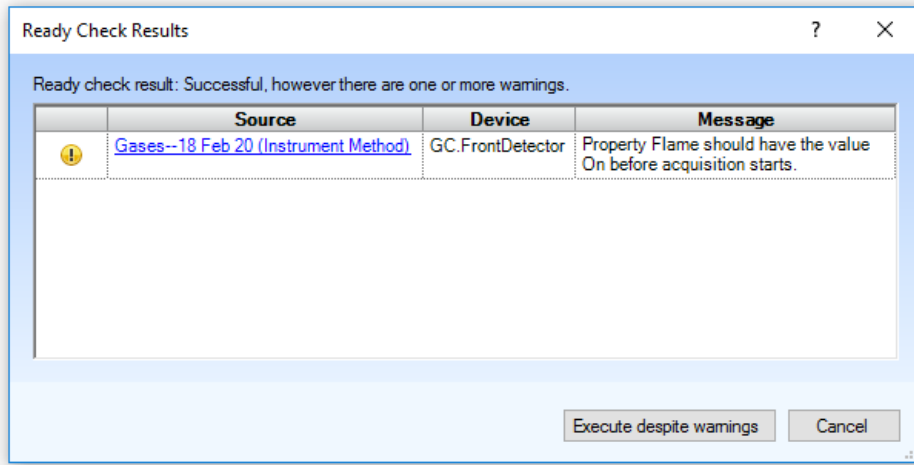 Ready Check Results
?
Ready check result: Successful, however there are one or more warnings.
Source Device Message
Gases--18 Feb 20 (Instrument Method) GC.FrontDetector Property Flame should have the value
On before acquisition starts.
Execute despite warnings Cancel